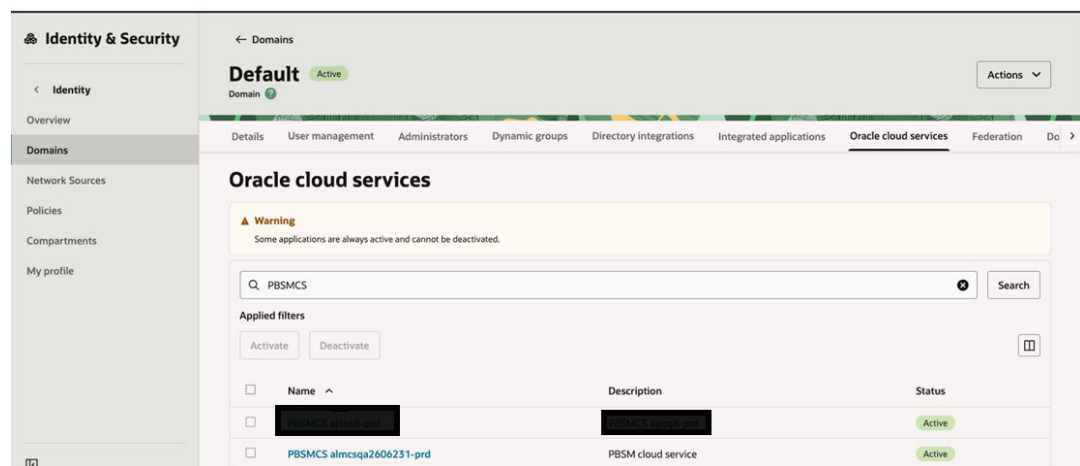 Identity & Security
← Domains
Default Active
Domain ?
Actions
Identity
Overview
Domains
Network Sources
Policies
Compartments
My profile
Details User management Administrators Dynamic groups Directory integrations Integrated applications Oracle cloud services Federation Do
Oracle cloud services
Warning
Some applications are always active and cannot be deactivated.
PBSMCS
Search
Applied filters
Activate Deactivate
Name Description Status
Active
PBSMCS almcsqa2606231-prd PBSM cloud service Active